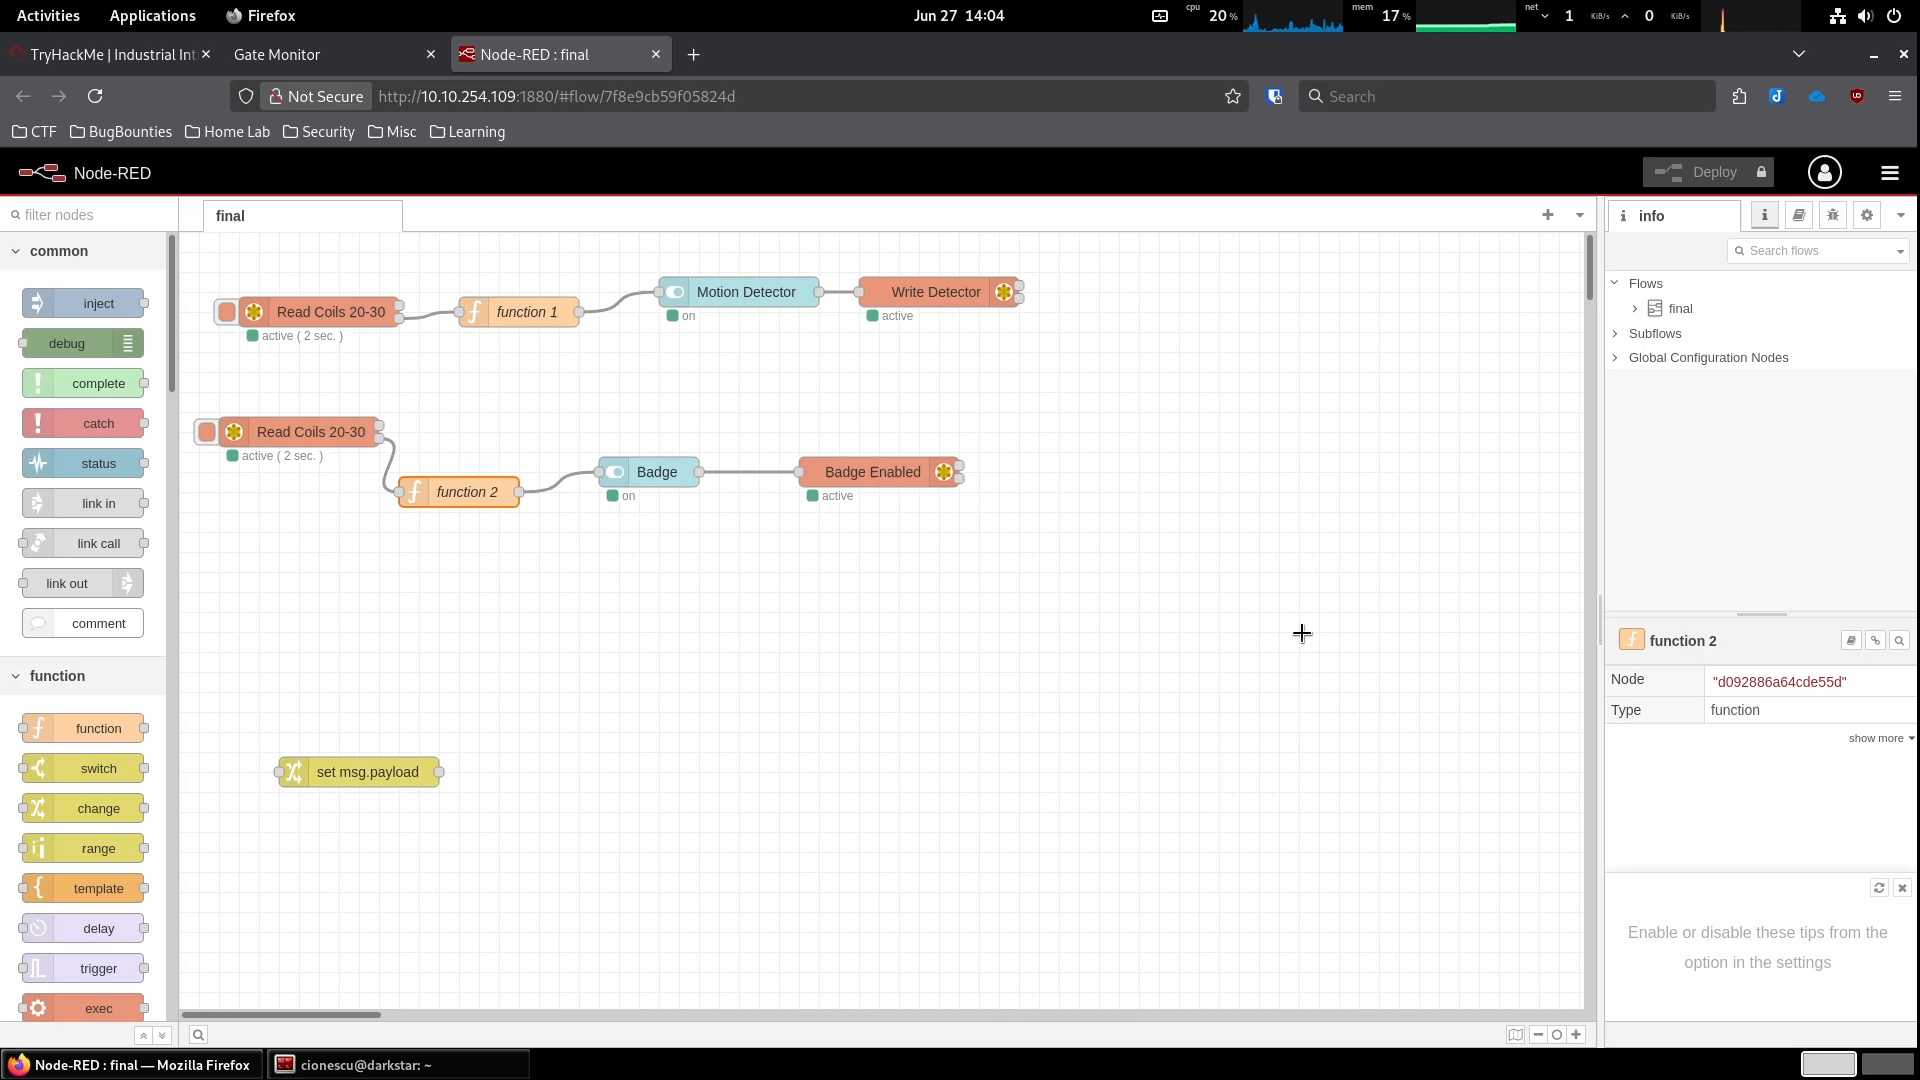 Activities Applications Firefox Jun 27 14:04 cpu 20 % mem 17 % net 1 KiB/s 0 KiB/s
TryHackMe | Industrial Int Gate Monitor Node-RED : final
Not Secure http://10.10.254.109:1880/#flow/7f8e9cb59f05824d Search
CTF BugBounties Home Lab Security Misc Learning
Node-RED Deploy
filter nodes final info
common Search flows
inject Read Coils 20-30 function 1 Motion Detector Write Detector Flows
active ( 2 sec. ) on active final
debug Subflows
complete Global Configuration Nodes
catch Read Coils 20-30
status active ( 2 sec. ) Badge Badge Enabled
link in function 2 on active
link call
link out
comment function 2
function Node "d092886a64cde55d"
Type function
function show more
switch set msg.payload
change
range
template
delay Enable or disable these tips from the
trigger option in the settings
exec
Node-RED : final — Mozilla Firefox cionescu@darkstar: ~